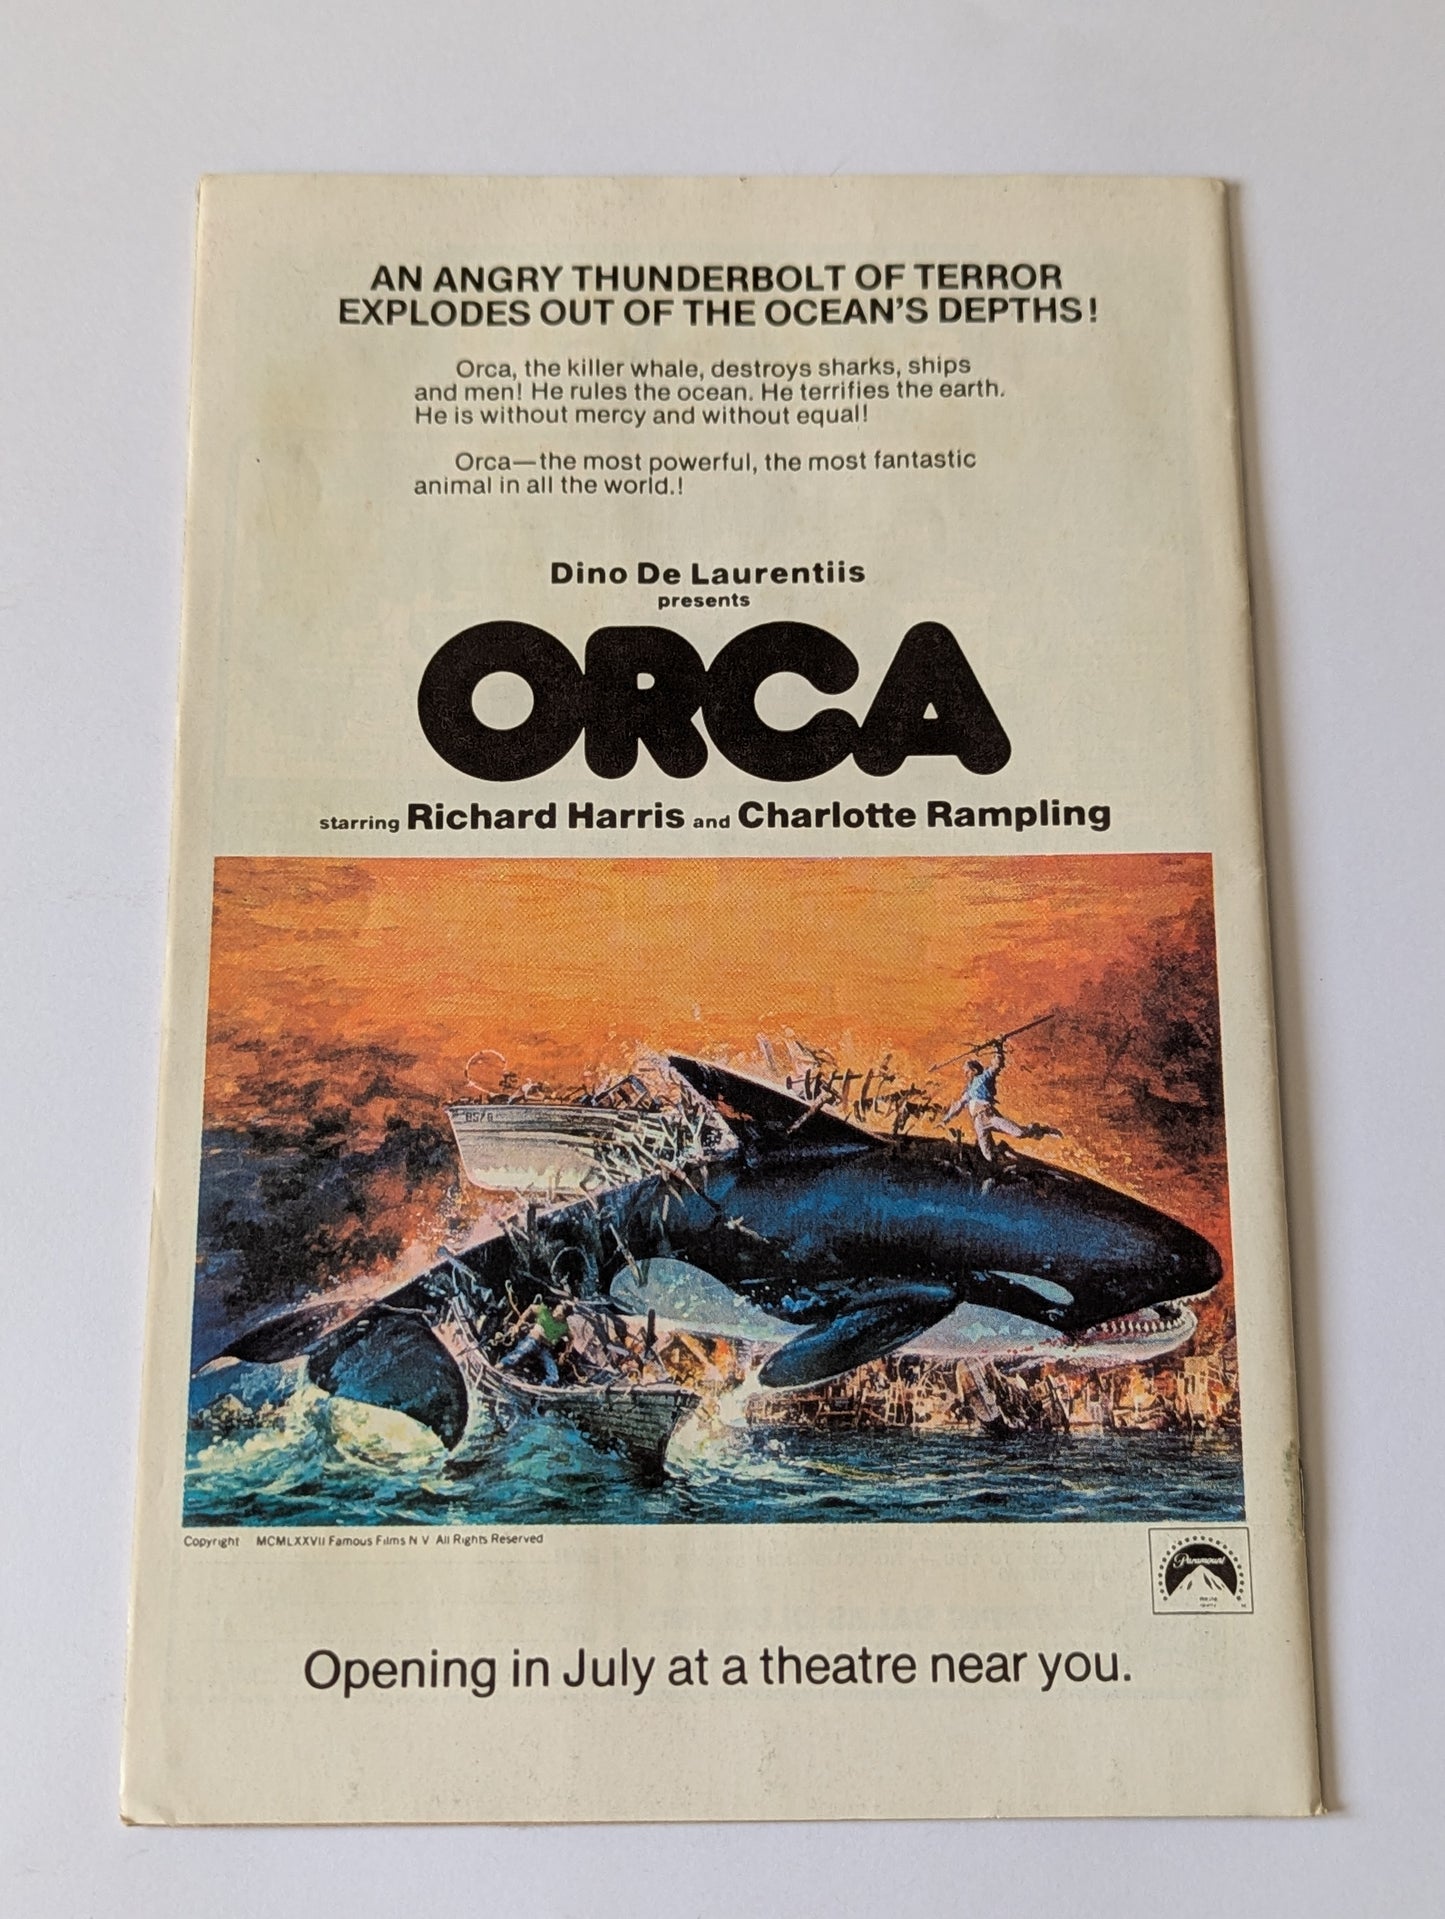 AN ANGRY THUNDERBOLT OF TERROR
EXPLODES OUT OF THE OCEAN'S DEPTHS!
Orca, the killer whale, destroys sharks, ships
and men! He rules the ocean. He terrifies the earth.
He is without mercy and without equal!
Orca—the most powerful, the most fantastic
animal in all the world.!
Dino De Laurentiis
presents
ORCA
starring Richard Harris and Charlotte Rampling
Copyright MCMLXXVII Famous Films N V All Rights Reserved
Paramount
Opening in July at a theatre near you.